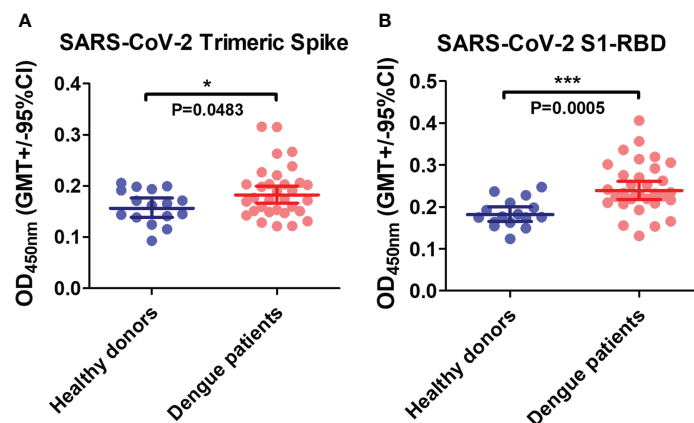 A
SARS-CoV-2 Trimeric Spike
*
P=0.0483
0.4
0.3
0.2
0.1
0.0
OD450nm (GMT+/-95%CI)
Healthy donors
Dengue patients
B
SARS-CoV-2 S1-RBD
***
P=0.0005
0.5
0.4
0.3
0.2
0.1
0.0
OD450nm (GMT+/-95%CI)
Healthy donors
Dengue patients